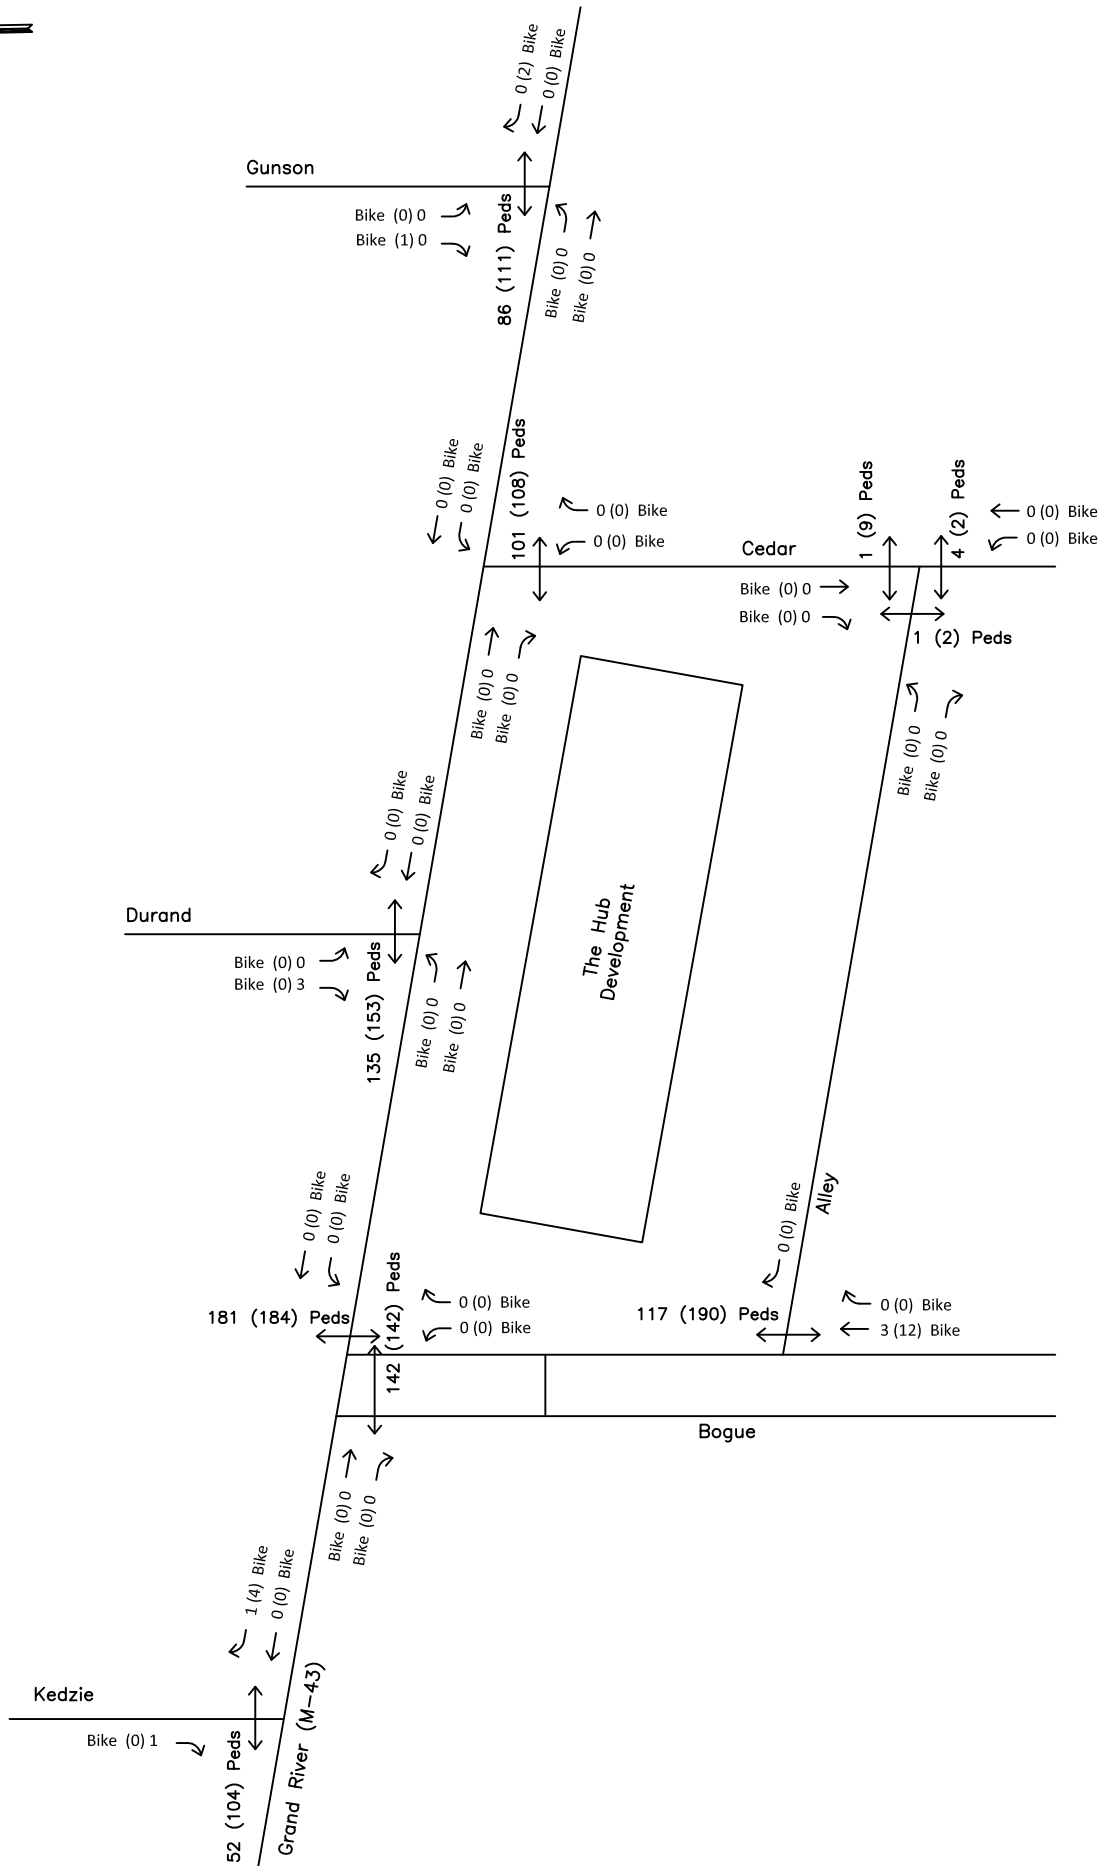 0 (2) Bike
0 (0) Bike
Gunson
Bike (0) 0
Bike (1) 0
86 (111) Peds
Bike (0) 0
Bike (0) 0
0 (0) Bike
0 (0) Bike
101 (108) Peds
0 (0) Bike
0 (0) Bike
Cedar
1 (9) Peds
4 (2) Peds
0 (0) Bike
0 (0) Bike
Bike (0) 0
Bike (0) 0
1 (2) Peds
Bike (0) 0
Bike (0) 0
Bike (0) 0
Bike (0) 0
0 (0) Bike
0 (0) Bike
Durand
Bike (0) 0
Bike (0) 3
135 (153) Peds
Bike (0) 0
Bike (0) 0
The Hub
Development
0 (0) Bike
0 (0) Bike
181 (184) Peds
142 (142) Peds
0 (0) Bike
0 (0) Bike
0 (0) Bike
Alley
117 (190) Peds
0 (0) Bike
3 (12) Bike
Bogue
Bike (0) 0
Bike (0) 0
1 (4) Bike
0 (0) Bike
Kedzie
Bike (0) 1
52 (104) Peds
Grand River (M-43)